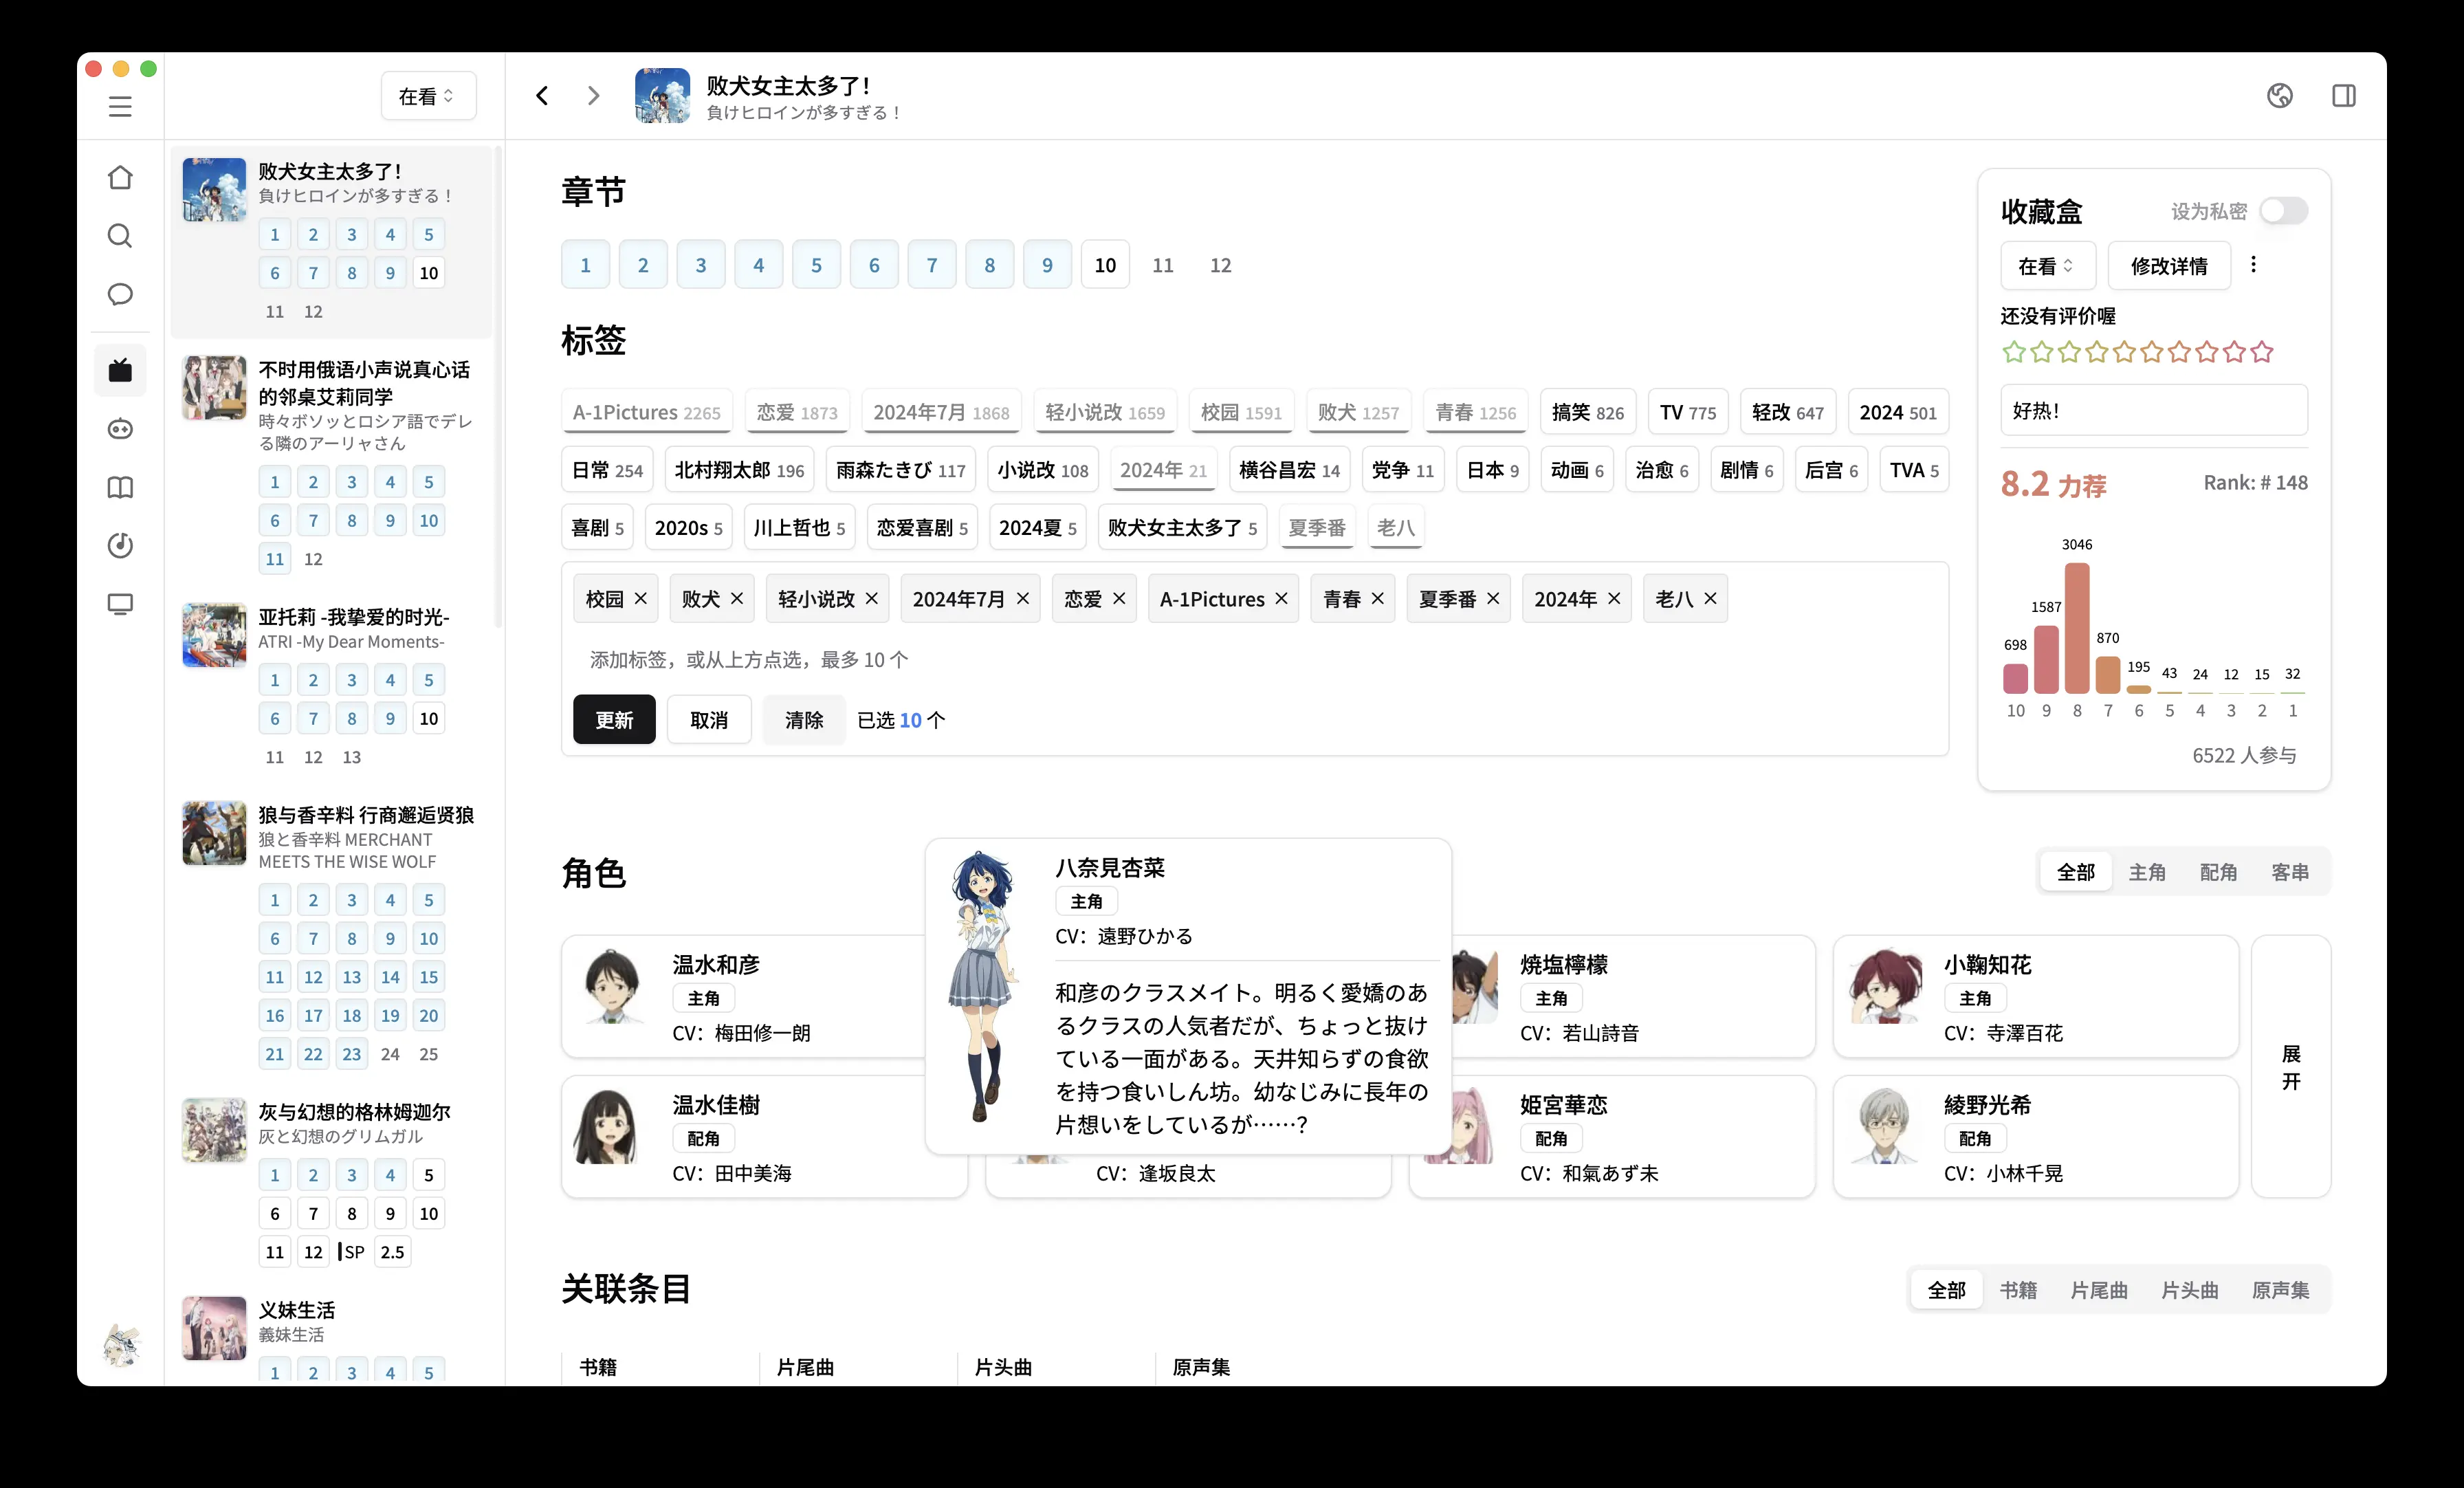 在看
败犬女主太多了！
負けヒロインが多すぎる！
败犬女主太多了！
負けヒロインが多すぎる！
1 2 3 4 5
6 7 8 9 10
11 12
不时用俄语小声说真心话
的邻桌艾莉同学
時々ボソッとロシア語でデレ
る隣のアーリャさん
1 2 3 4 5
6 7 8 9 10
11 12
亚托莉 -我挚爱的时光-
ATRI -My Dear Moments-
1 2 3 4 5
6 7 8 9 10
11 12 13
狼与香辛料 行商邂逅贤狼
狼と香辛料 MERCHANT
MEETS THE WISE WOLF
1 2 3 4 5
6 7 8 9 10
11 12 13 14 15
16 17 18 19 20
21 22 23 24 25
灰与幻想的格林姆迦尔
灰と幻想のグリムガル
1 2 3 4 5
6 7 8 9 10
11 12 SP 2.5
义妹生活
義妹生活
1 2 3 4 5
章节
1 2 3 4 5 6 7 8 9 10 11 12
标签
A-1Pictures 2265 恋爱 1873 2024年7月 1868 轻小说改 1659 校园 1591 败犬 1257 青春 1256 搞笑 826 TV 775 轻改 647 2024 501
日常 254 北村翔太郎 196 雨森たきび 117 小说改 108 2024年 21 横谷昌宏 14 党争 11 日本 9 动画 6 治愈 6 剧情 6 后宫 6 TVA 5
喜剧 5 2020s 5 川上哲也 5 恋爱喜剧 5 2024夏 5 败犬女主太多了 5 夏季番 老八
校园 败犬 轻小说改 2024年7月 恋爱 A-1Pictures 青春 夏季番 2024年 老八
添加标签，或从上方点选，最多 10 个
更新 取消 清除 已选 10 个
收藏盒 设为私密
在看 修改详情
还没有评价喔
好热！
8.2 力荐 Rank: # 148
698 1587 3046 870 195 43 24 12 15 32
10 9 8 7 6 5 4 3 2 1
6522 人参与
角色
全部 主角 配角 客串
温水和彦
主角
CV：梅田修一朗
八奈見杏菜
主角
CV：遠野ひかる
和彦のクラスメイト。明るく愛嬌のあ
るクラスの人気者だが、ちょっと抜け
ている一面がある。天井知らずの食欲
を持つ食いしん坊。幼なじみに長年の
片想いをしているが……？
焼塩檸檬
主角
CV：若山詩音
小鞠知花
主角
CV：寺澤百花
温水佳樹
配角
CV：田中美海
CV：逢坂良太
姫宮華恋
配角
CV：和氣あず未
綾野光希
配角
CV：小林千晃
展
开
关联条目
全部 书籍 片尾曲 片头曲 原声集
书籍 片尾曲 片头曲 原声集